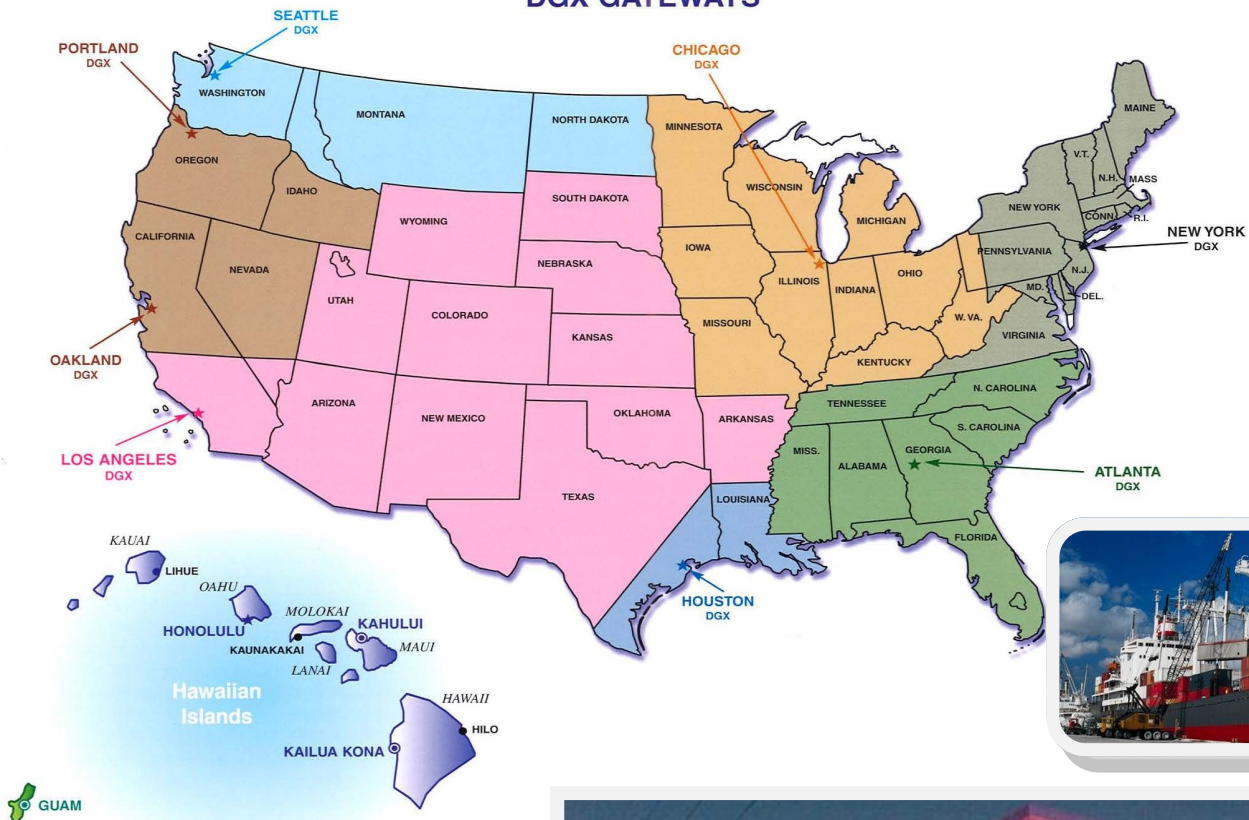 DGX GATEWAYS
SEATTLE
DGX
PORTLAND
DGX
CHICAGO
DGX
WASHINGTON
MONTANA
NORTH DAKOTA
MINNESOTA
MAINE
OREGON
IDAHO
V.T.
N.H.
MASS
WISCONSIN
SOUTH DAKOTA
WYOMING
MICHIGAN
NEW YORK
CONN.
R.I.
CALIFORNIA
NEVADA
IOWA
NEBRASKA
PENNSYLVANIA
NEW YORK
DGX
N.J.
OHIO
ILLINOIS
INDIANA
MD.
DEL.
UTAH
COLORADO
MISSOURI
KANSAS
W. VA.
VIRGINIA
KENTUCKY
OAKLAND
DGX
ARIZONA
NEW MEXICO
OKLAHOMA
ARKANSAS
TENNESSEE
N. CAROLINA
S. CAROLINA
MISS.
ALABAMA
GEORGIA
LOS ANGELES
DGX
ATLANTA
DGX
TEXAS
LOUISIANA
FLORIDA
KAUAI
LIHUE
OAHU
HOUSTON
DGX
MOLOKAI
HONOLULU
KAHULUI
KAUNAKAKAI
MAUI
LANAI
Hawaiian
Islands
HAWAII
HILO
KAILUA KONA
GUAM